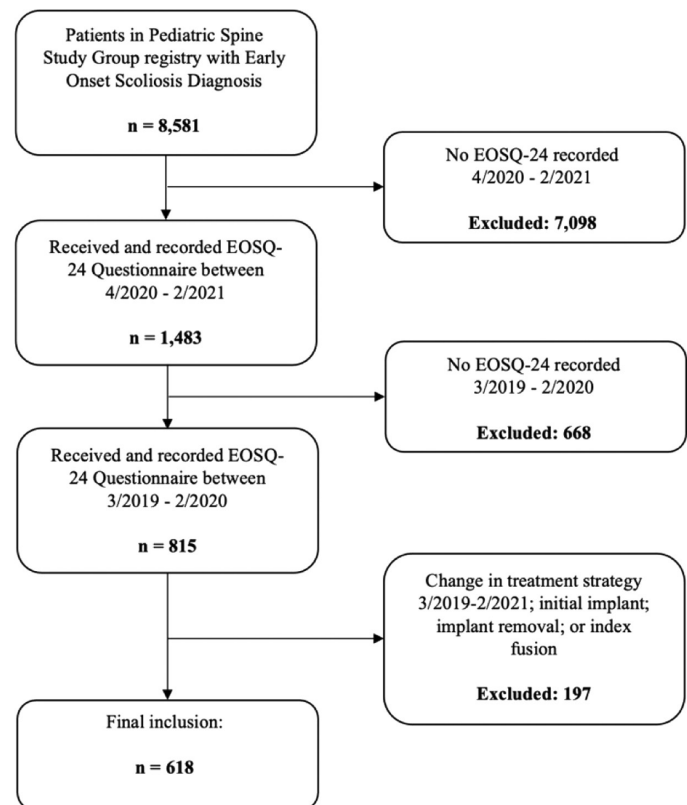 Patients in Pediatric Spine
Study Group registry with Early
Onset Scoliosis Diagnosis
n = 8,581
No EOSQ-24 recorded
4/2020 - 2/2021
Excluded: 7,098
Received and recorded EOSQ-
24 Questionnaire between
4/2020 - 2/2021
n = 1,483
No EOSQ-24 recorded
3/2019 - 2/2020
Excluded: 668
Received and recorded EOSQ-
24 Questionnaire between
3/2019 - 2/2020
n = 815
Change in treatment strategy
3/2019-2/2021; initial implant;
implant removal; or index
fusion
Excluded: 197
Final inclusion:
n = 618